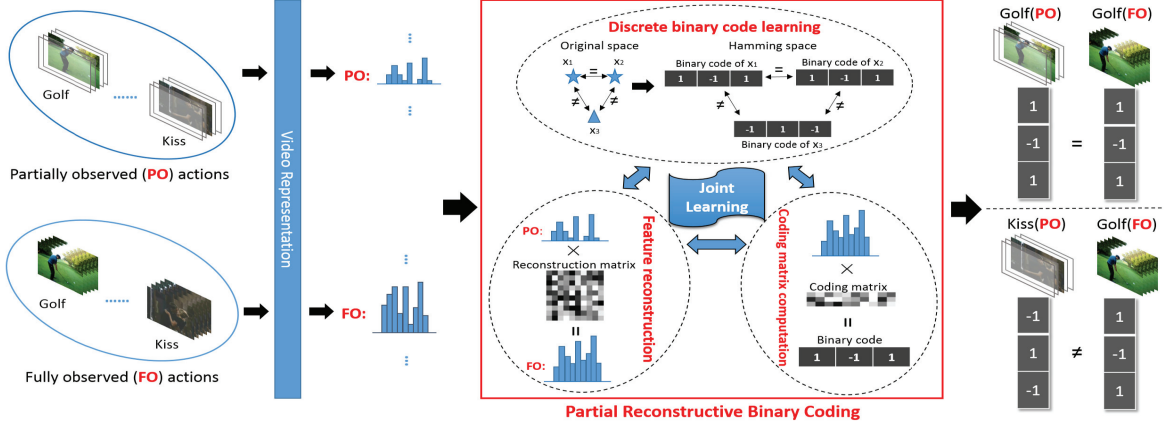 Golf
......
Kiss
Partially observed (PO) actions
Golf
......
Kiss
Fully observed (FO) actions
Video Representation
...
PO:
...
...
FO:
...
Discrete binary code learning
Original space
x1
=
x2
≠
≠
x3
Hamming space
Binary code of x1
1 -1 1
=
Binary code of x2
1 -1 1
≠
≠
-1 1 -1
Binary code of x3
Joint
Learning
PO:
×
Reconstruction matrix
=
FO:
Feature reconstruction
Coding matrix computation
×
Coding matrix
=
Binary code
1 -1 1
Partial Reconstructive Binary Coding
Golf(PO)
Golf(FO)
1
-1
1
=
1
-1
1
Kiss(PO)
Golf(FO)
-1
1
-1
≠
1
-1
1